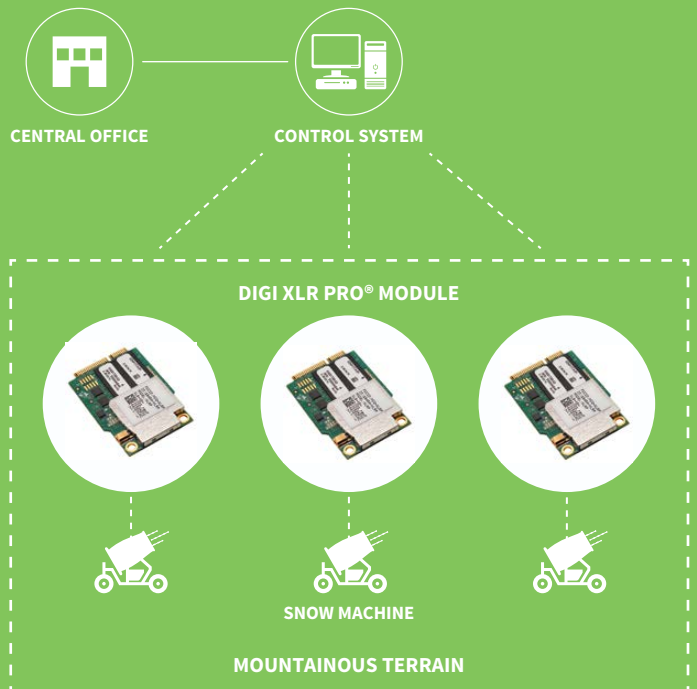 CENTRAL OFFICE
CONTROL SYSTEM
DIGI XLR PRO® MODULE
SNOW MACHINE
MOUNTAINOUS TERRAIN